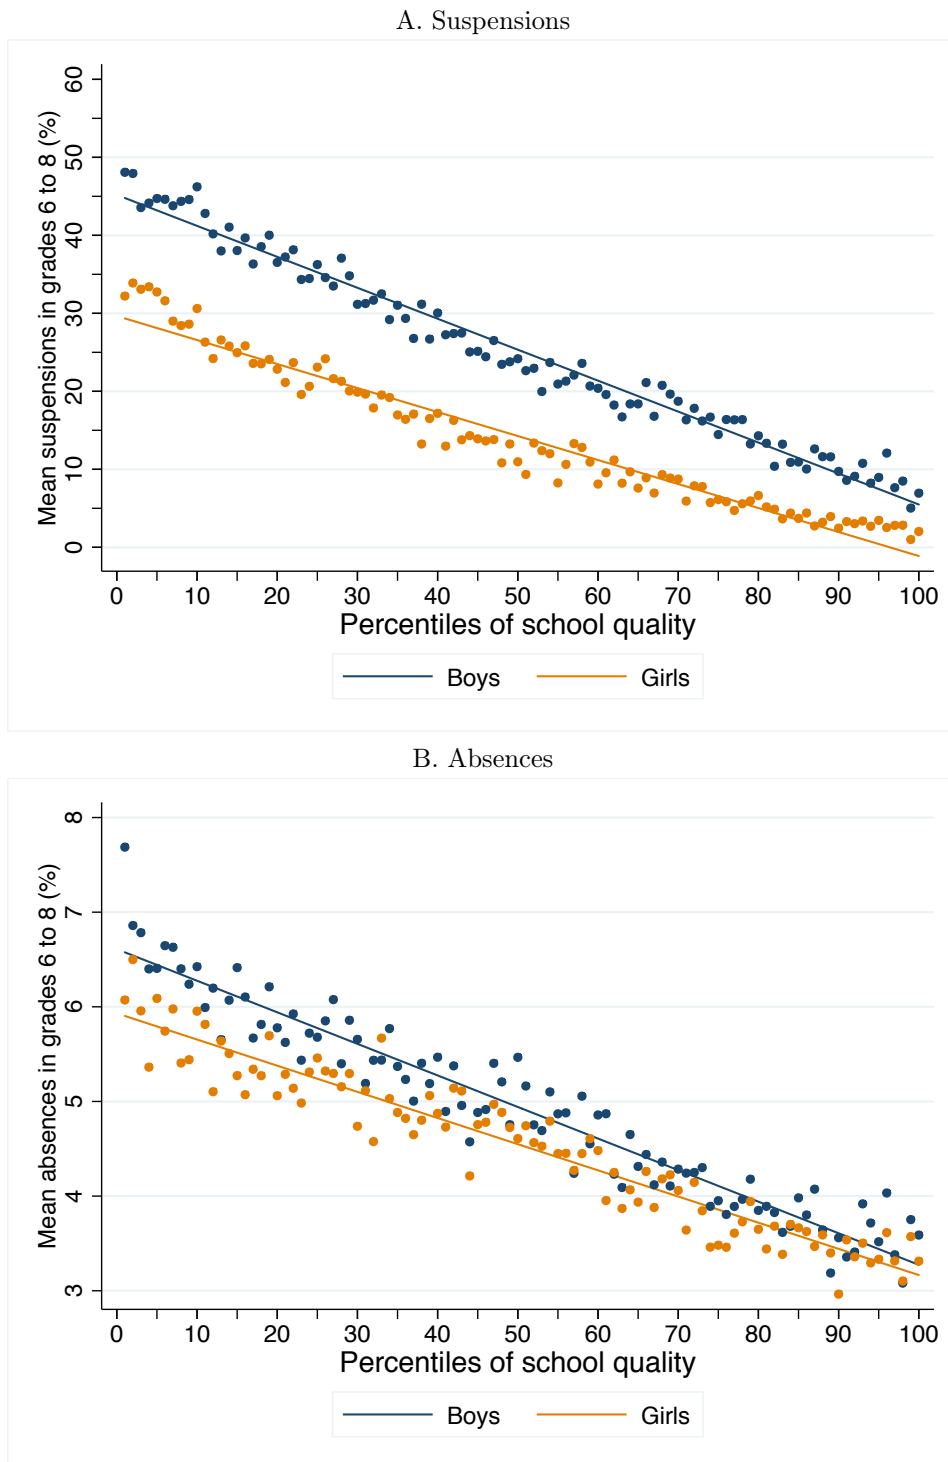 A. Suspensions
Mean suspensions in grades 6 to 8 (%)
60
50
40
30
20
10
0
0 10 20 30 40 50 60 70 80 90 100
Percentiles of school quality
Boys Girls
B. Absences
Mean absences in grades 6 to 8 (%)
8
7
6
5
4
3
0 10 20 30 40 50 60 70 80 90 100
Percentiles of school quality
Boys Girls